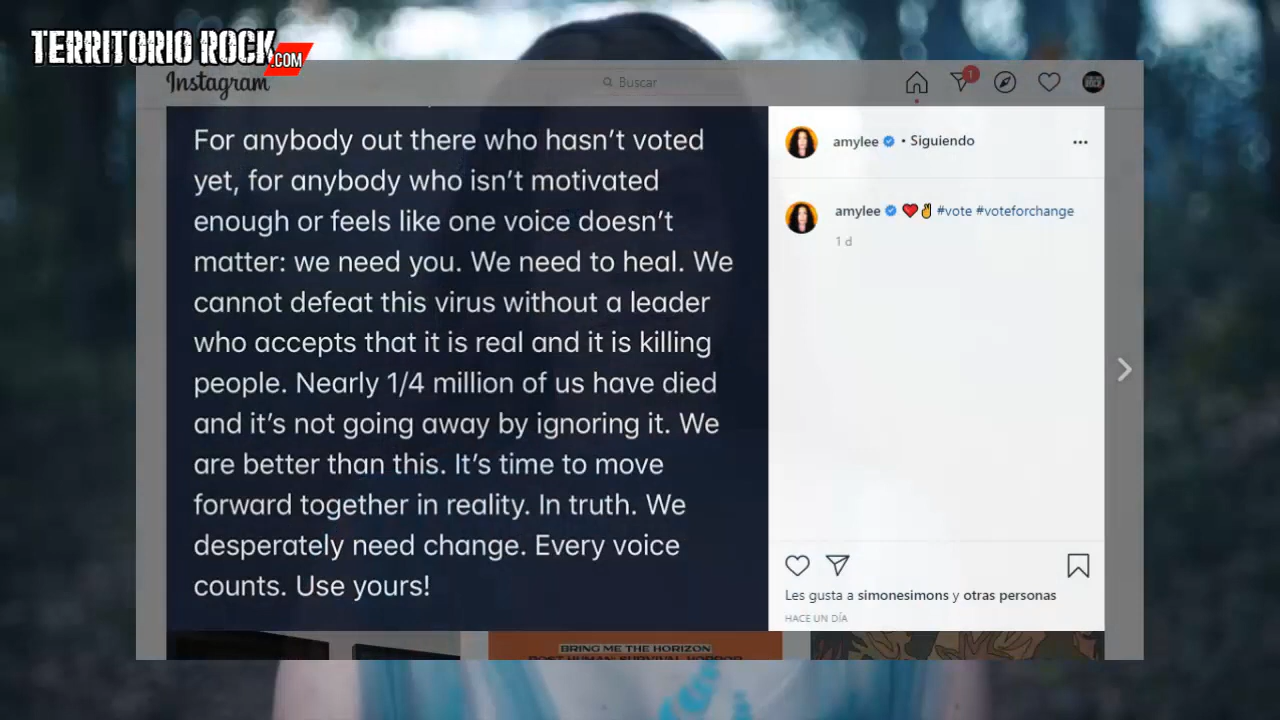 TERRITORIO ROCK
.COM
Instagram
Buscar
1
For anybody out there who hasn't voted
yet, for anybody who isn't motivated
enough or feels like one voice doesn't
matter: we need you. We need to heal. We
cannot defeat this virus without a leader
who accepts that it is real and it is killing
people. Nearly 1/4 million of us have died
and it's not going away by ignoring it. We
are better than this. It's time to move
forward together in reality. In truth. We
desperately need change. Every voice
counts. Use yours!
amylee • Siguiendo
amylee ❤️✌️ #vote #voteforchange
1 d
Les gusta a simonesimons y otras personas
HACE UN DÍA
BRING ME THE HORIZON
POST HUMAN: SURVIVAL HORROR